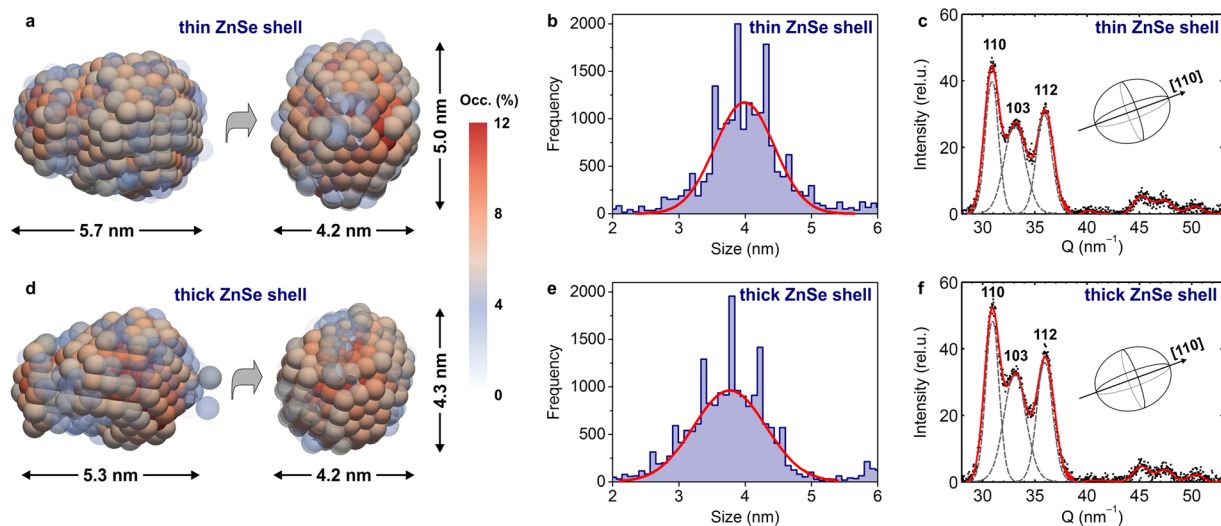 a
thin ZnSe shell
5.7 nm
4.2 nm
5.0 nm
Occ. (%)
12
8
4
0
b
thin ZnSe shell
Frequency
2000
1500
1000
500
0
2 3 4 5 6
Size (nm)
c
thin ZnSe shell
Intensity (rel.u.)
60
40
20
0
110
103
112
[110]
30 35 40 45 50
Q (nm⁻¹)
d
thick ZnSe shell
5.3 nm
4.2 nm
4.3 nm
e
thick ZnSe shell
Frequency
2000
1500
1000
500
0
2 3 4 5 6
Size (nm)
f
thick ZnSe shell
Intensity (rel.u.)
60
40
20
0
110
103
112
[110]
30 35 40 45 50
Q (nm⁻¹)